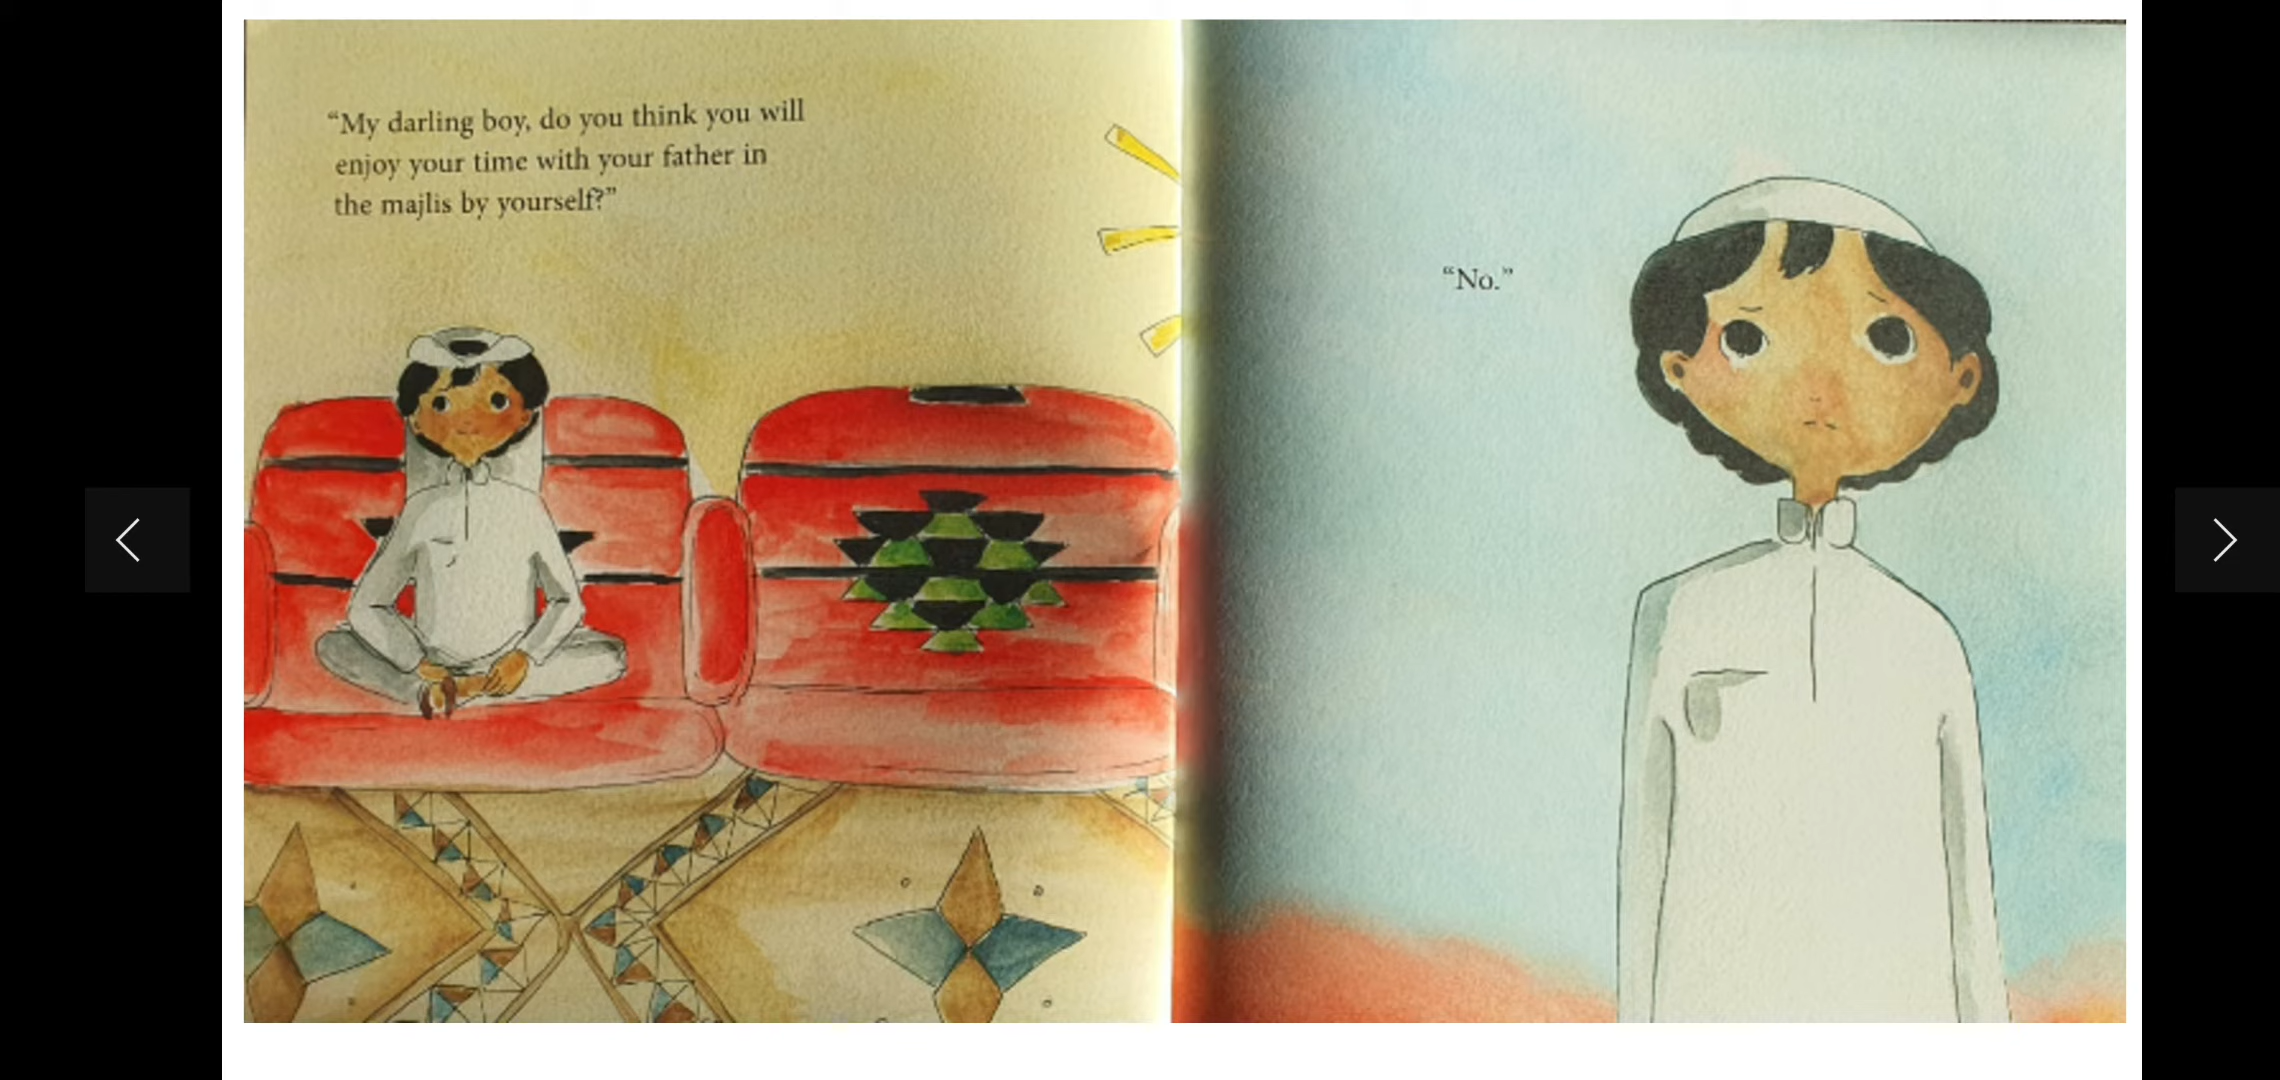 “My darling boy, do you think you will
enjoy your time with your father in
the majlis by yourself?”
“No.”